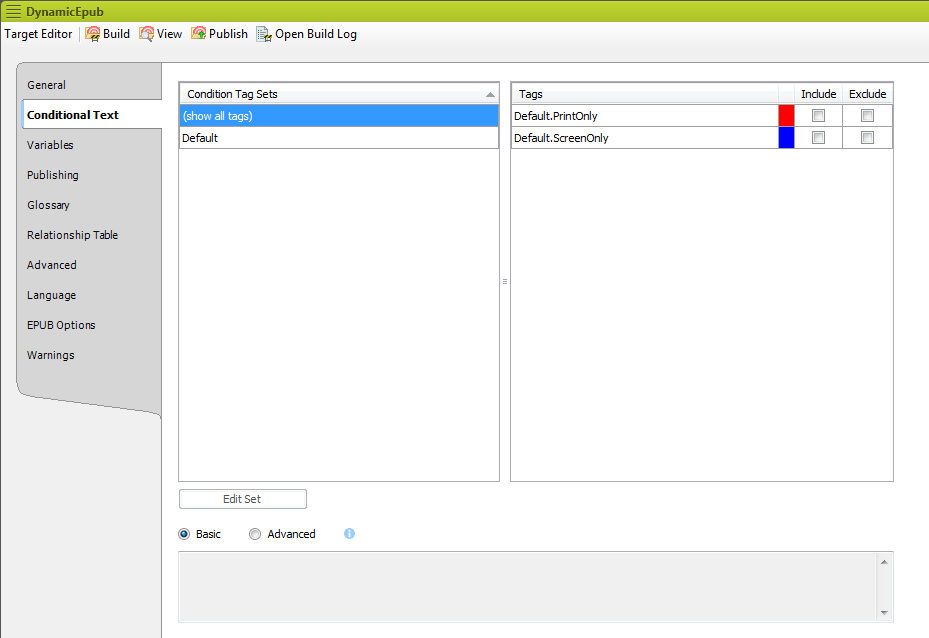 DynamicEpub
Target Editor Build View Publish Open Build Log
General
Conditional Text
Variables
Publishing
Glossary
Relationship Table
Advanced
Language
EPUB Options
Warnings
Condition Tag Sets
(show all tags)
Default
Tags Include Exclude
Default.PrintOnly
Default.ScreenOnly
Edit Set
Basic Advanced